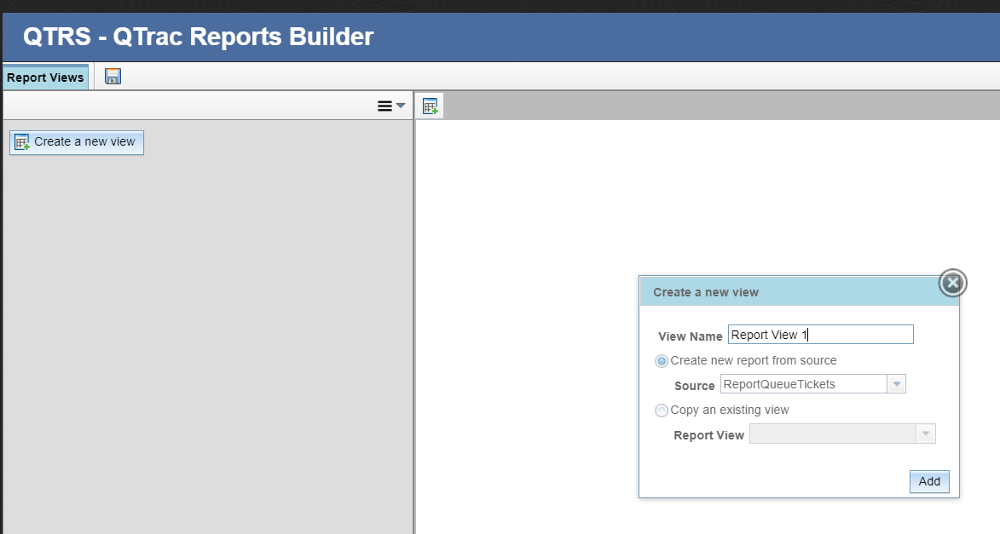 QTRS - QTrac Reports Builder
Report Views
Create a new view
Create a new view
View Name Report View 1
Create new report from source
Source ReportQueueTickets
Copy an existing view
Report View
Add